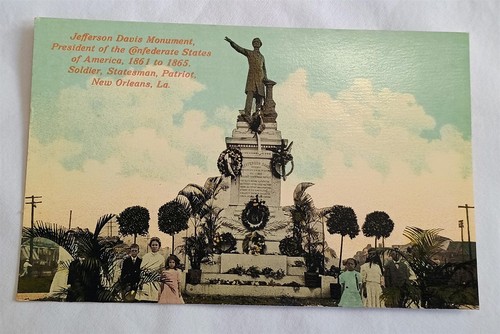 Jefferson Davis Monument,
President of the Confederate States
of America, 1861 to 1865.
Soldier, Statesman, Patriot,
New Orleans, La.